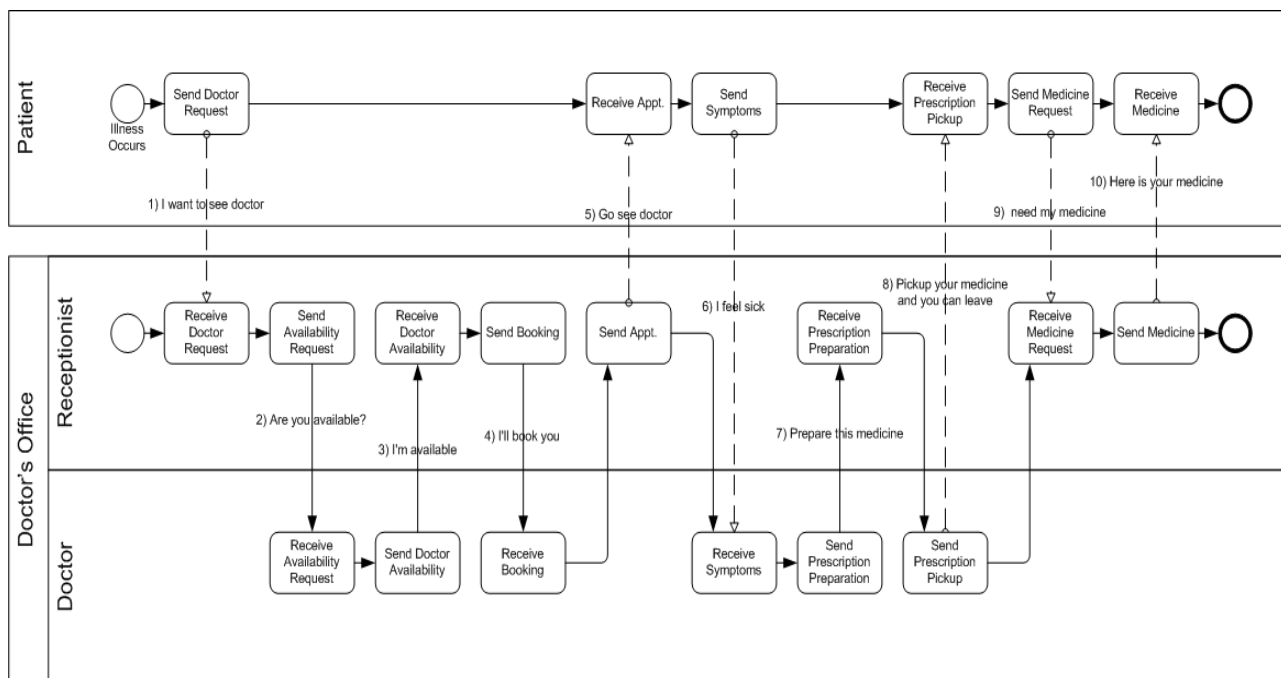 Patient
Send Doctor
Request
Illness
Occurs
Receive Appt.
Send
Symptoms
Receive
Prescription
Pickup
Send Medicine
Request
Receive
Medicine
1) I want to see doctor
5) Go see doctor
9)  need my medicine
10) Here is your medicine
Doctor's Office
Receptionist
Receive
Doctor
Request
Send
Availability
Request
Receive
Doctor
Availability
Send Booking
Send Appt.
6) I feel sick
Receive
Prescription
Preparation
8) Pickup your medicine
and you can leave
Receive
Medicine
Request
Send Medicine
2) Are you available?
3) I'm available
4) I'll book you
7) Prepare this medicine
Doctor
Receive
Availability
Request
Send Doctor
Availability
Receive
Booking
Receive
Symptoms
Send
Prescription
Preparation
Send
Prescription
Pickup